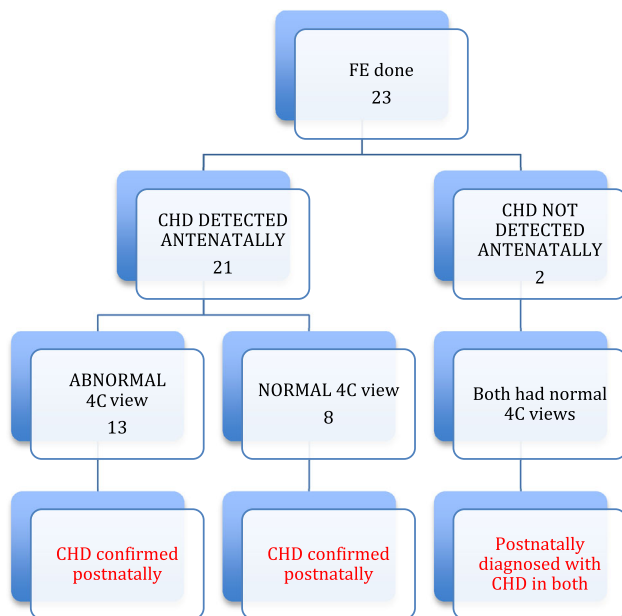 FE done
23
CHD DETECTED
ANTENATALLY
21
CHD NOT
DETECTED
ANTENATALLY
2
ABNORMAL
4C view
13
NORMAL 4C view
8
Both had normal
4C views
CHD confirmed
postnatally
CHD confirmed
postnatally
Postnatally
diagnosed with
CHD in both